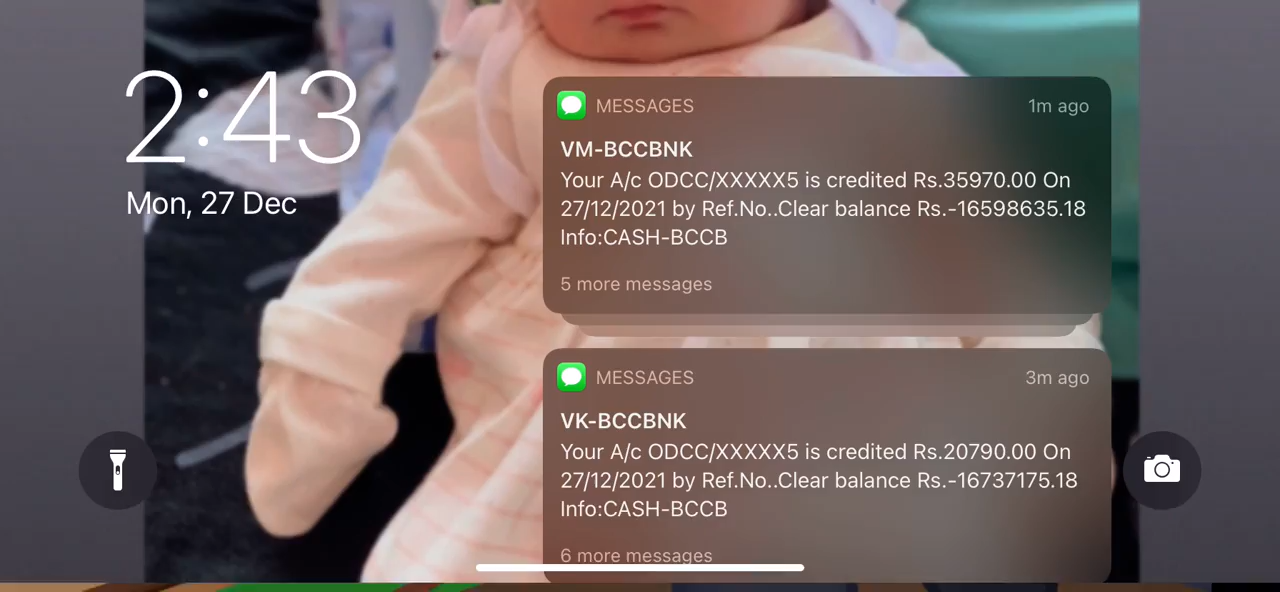 2:43
Mon, 27 Dec
MESSAGES
1m ago
VM-BCCBNK
Your A/c ODCC/XXXXX5 is credited Rs.35970.00 On
27/12/2021 by Ref.No..Clear balance Rs.-16598635.18
Info:CASH-BCCB
5 more messages
MESSAGES
3m ago
VK-BCCBNK
Your A/c ODCC/XXXXX5 is credited Rs.20790.00 On
27/12/2021 by Ref.No..Clear balance Rs.-16737175.18
Info:CASH-BCCB
6 more messages